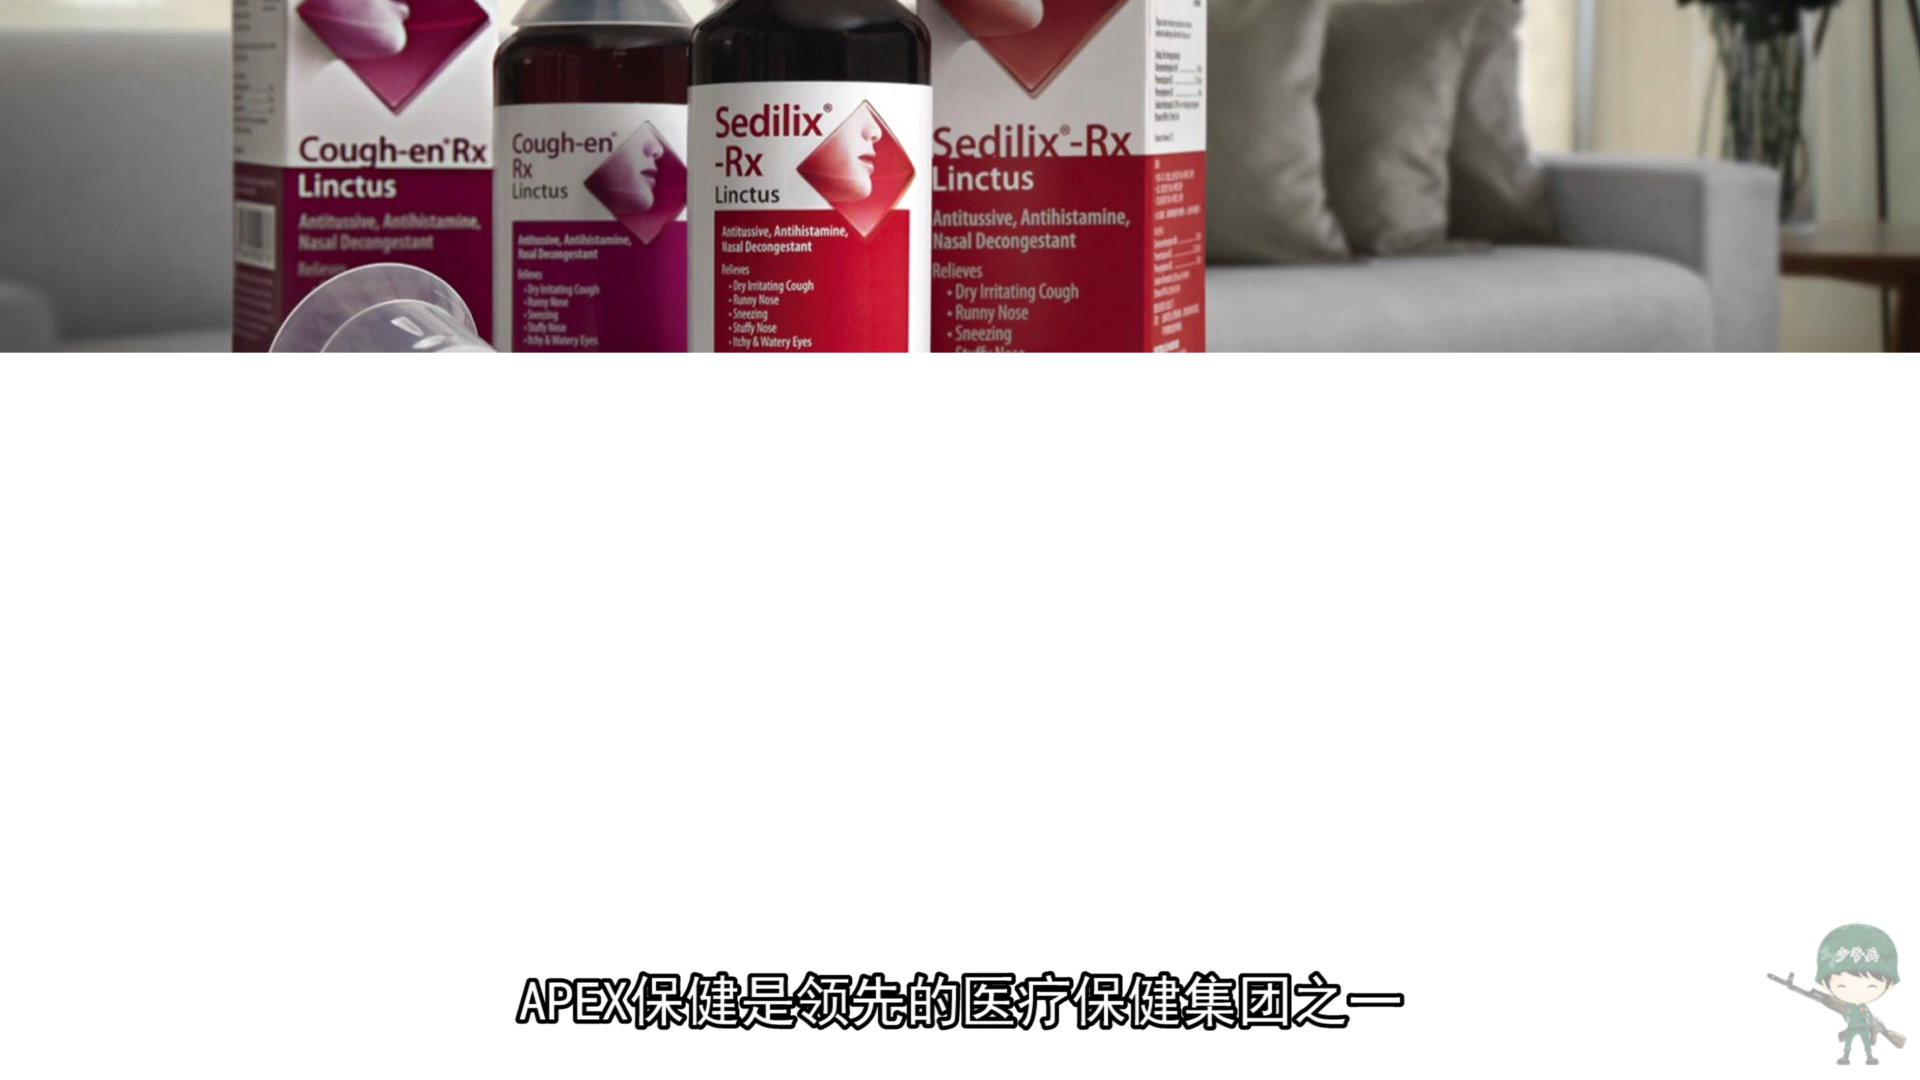 Cough-en® Rx
Linctus
Antitussive, Antihistamine,
Nasal Decongestant
Relieves
Cough-en®
Rx
Linctus
Antitussive, Antihistamine,
Nasal Decongestant
Relieves
• Dry Irritating Cough
• Runny Nose
• Sneezing
• Stuffy Nose
• Itchy & Watery Eyes
Sedilix®
-Rx
Linctus
Antitussive, Antihistamine,
Nasal Decongestant
Relieves
• Dry Irritating Cough
• Runny Nose
• Sneezing
• Stuffy Nose
• Itchy & Watery Eyes
Sedilix®-Rx
Linctus
Antitussive, Antihistamine,
Nasal Decongestant
Relieves
• Dry Irritating Cough
• Runny Nose
• Sneezing
APEX保健是领先的医疗保健集团之一
少爷兵